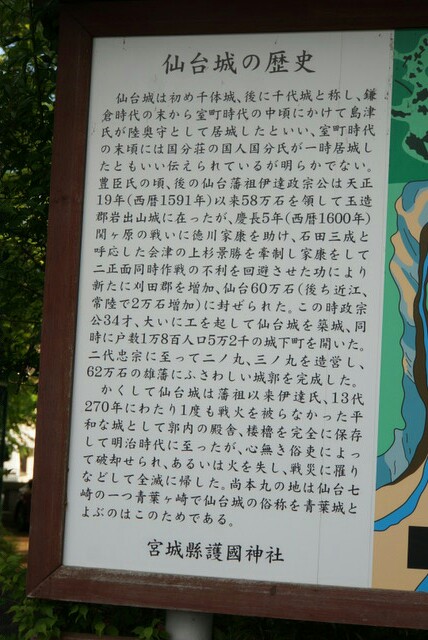 仙台城の歴史
仙台城は初め千体城、後に千代城と称し、鎌
倉時代の末から室町時代の中頃にかけて島津
氏が陸奥守として居城したといい、室町時代
の末頃には国分荘の国人国分氏が一時居城し
たともいい伝えられているが明らかでない。
豊臣氏の頃、後の仙台藩祖伊達政宗公は天正
19年(西暦1591年)以来58万石を領して玉造
郡岩出山城に在ったが、慶長5年(西暦1600年)
関ヶ原の戦いに徳川家康を助け、石田三成と
呼応した会津の上杉景勝を牽制し家康をして
二正面同時作戦の不利を回避させた功により
新たに刈田郡を増加、仙台60万石(後ち近江、
常陸で2万石増加)に封ぜられた。この時政宗
公34才、大いに工を起して仙台城を築城、同
時に戸数1万8百人口5万2千の城下町を開いた。
二代忠宗に至って二ノ丸、三ノ丸を造営し、
62万石の雄藩にふさわしい城郭を完成した。
かくして仙台城は藩祖以来伊達氏、13代
270年にわたり1度も戦火を被らなかった平
和な城として郭内の殿舎、楼櫓を完全に保存
して明治時代に至ったが、心無き俗吏によっ
て破却せられ、あるいは火を失し、戦災に罹り
などして全滅に帰した。尚本丸の地は仙台七
崎の一つ青葉ヶ崎で仙台城の俗称を青葉城と
よぶのはこのためである。
宮城縣護國神社